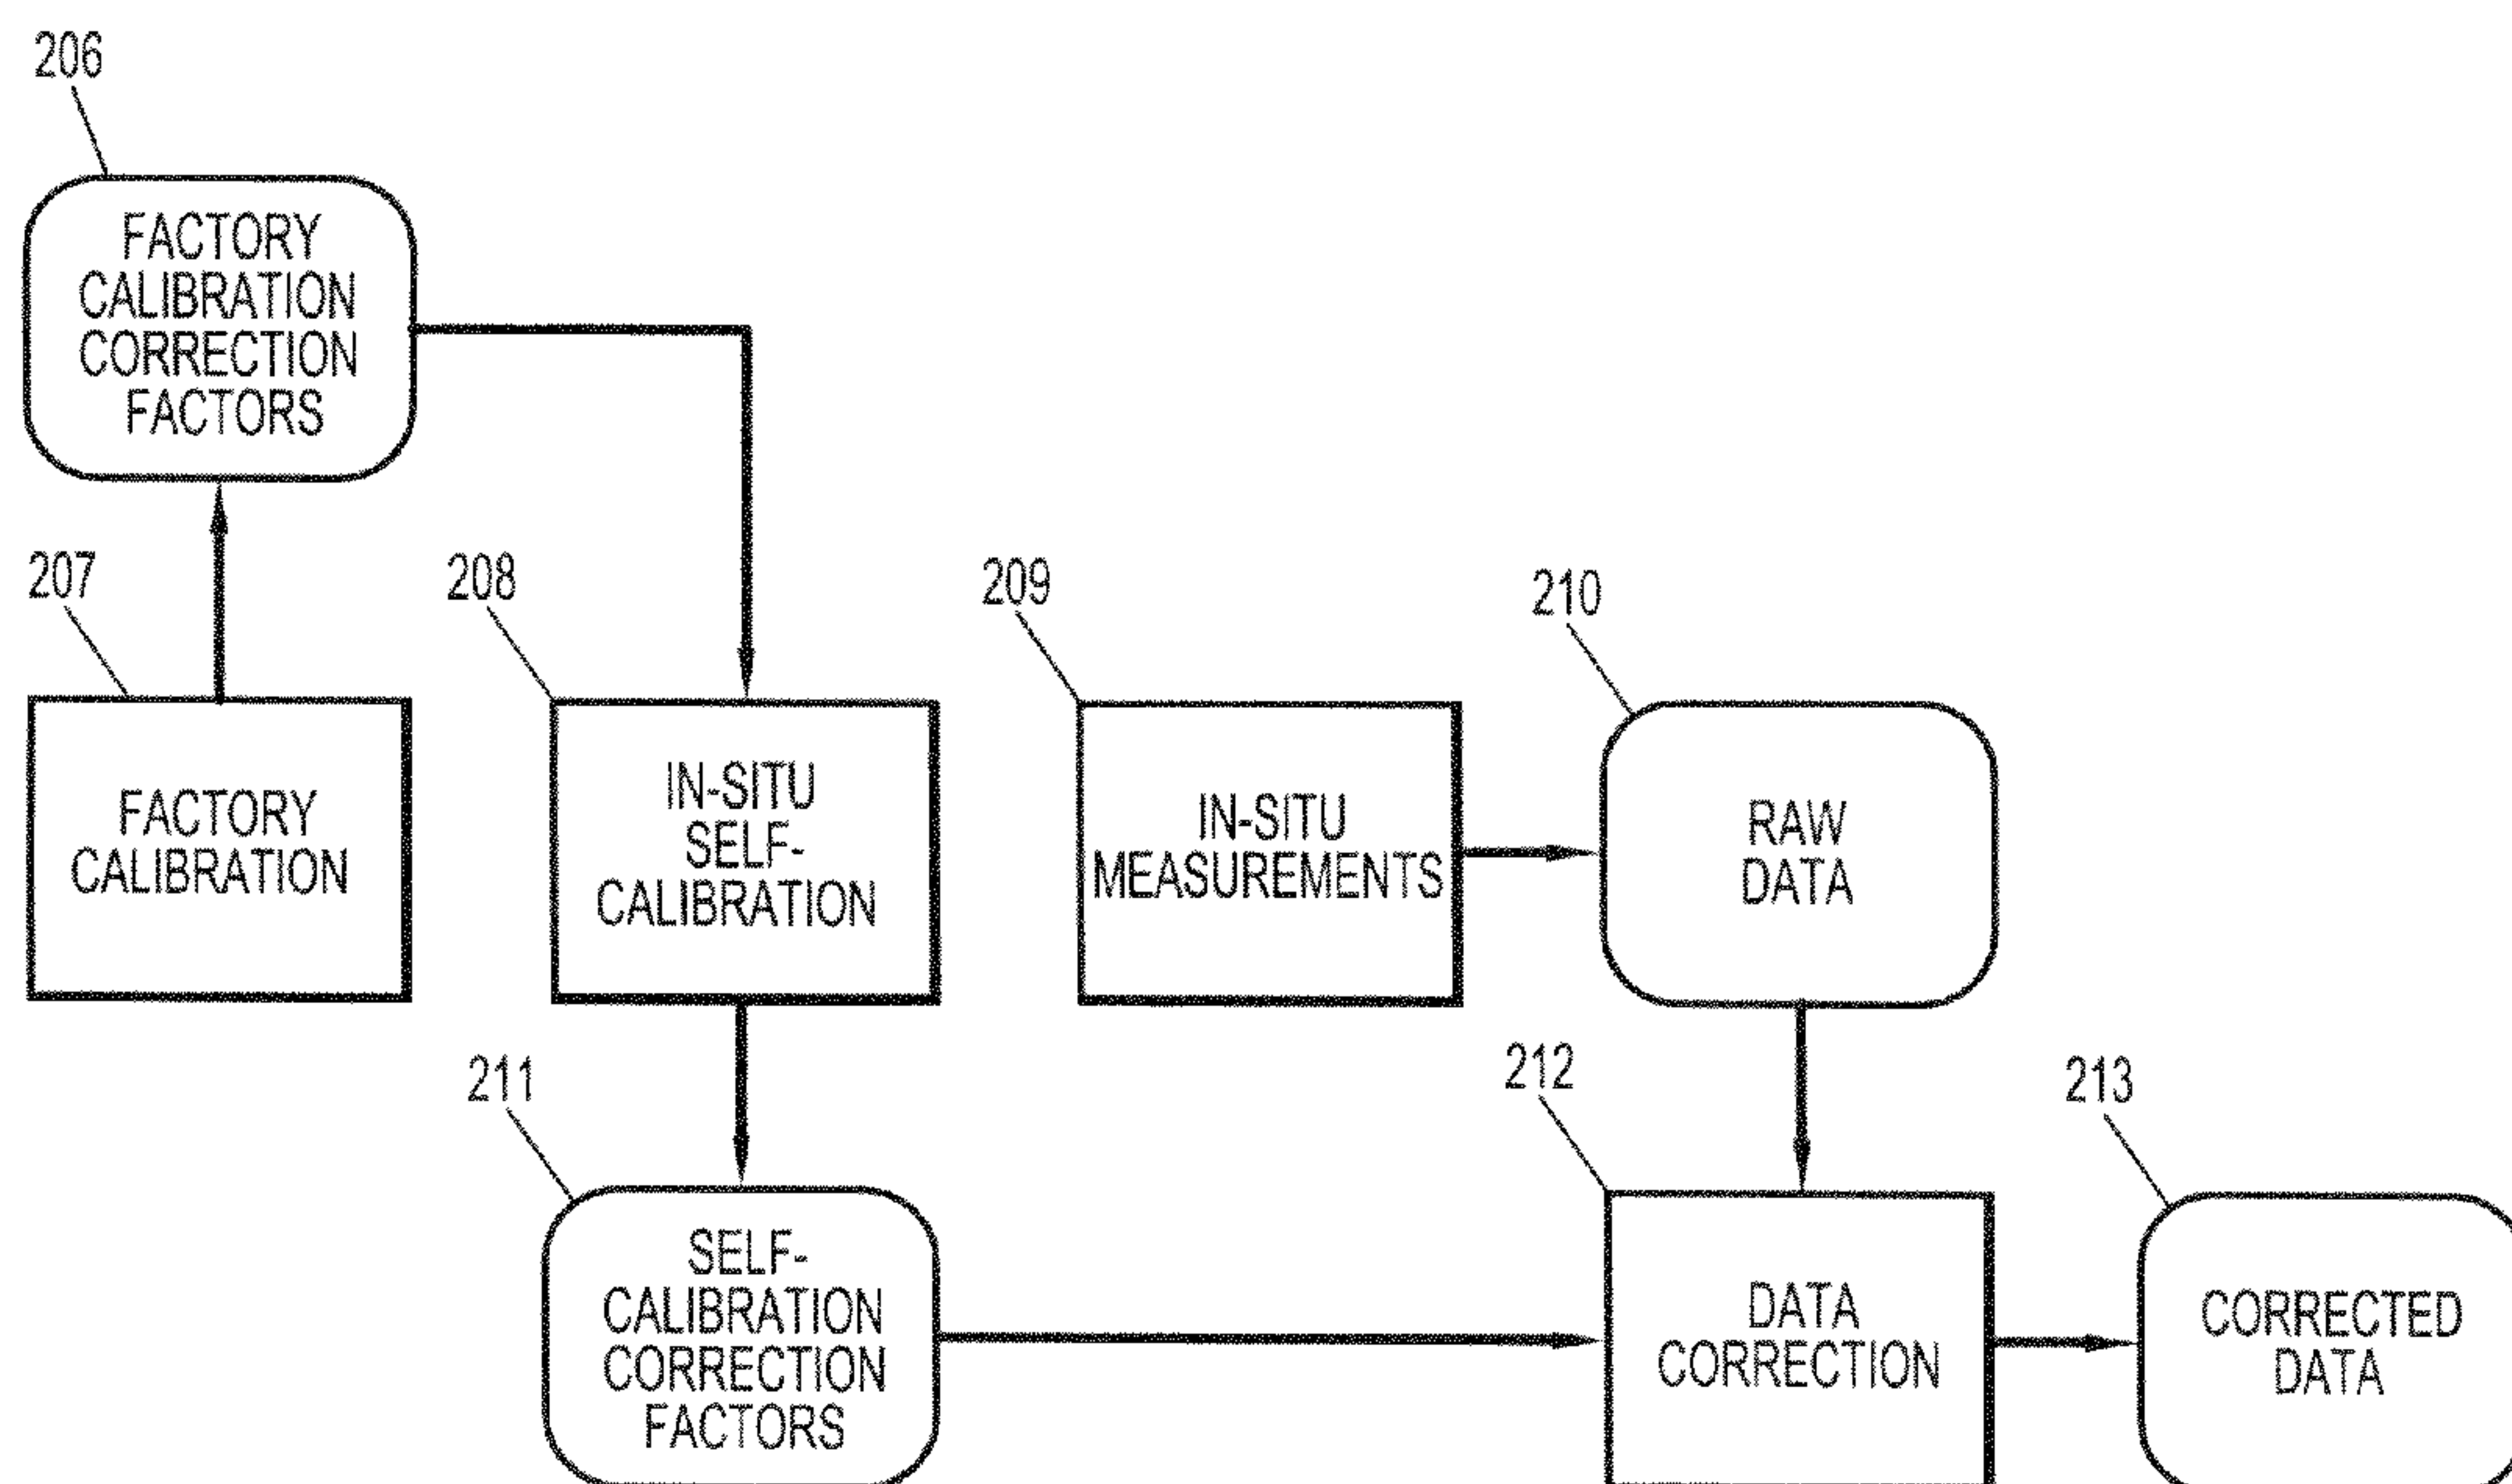 206
FACTORY
CALIBRATION
CORRECTION
FACTORS
207
FACTORY
CALIBRATION
208
IN-SITU
SELF-
CALIBRATION
209
IN-SITU
MEASUREMENTS
210
RAW
DATA
211
SELF-
CALIBRATION
CORRECTION
FACTORS
212
DATA
CORRECTION
213
CORRECTED
DATA